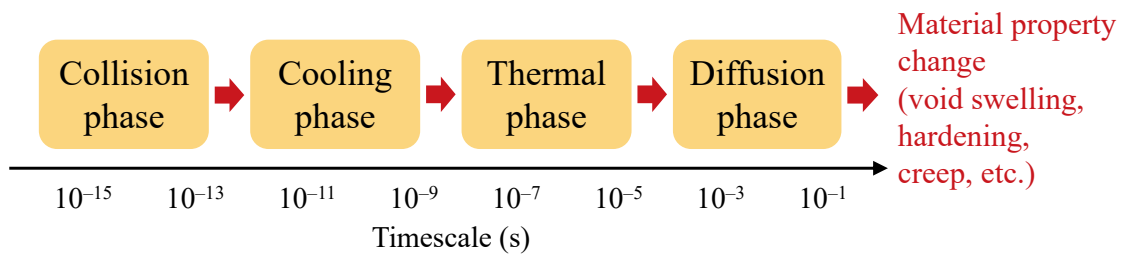 Collision
phase
Cooling
phase
Thermal
phase
Diffusion
phase
Material property
change
(void swelling,
hardening,
creep, etc.)
10⁻¹⁵ 10⁻¹³ 10⁻¹¹ 10⁻⁹ 10⁻⁷ 10⁻⁵ 10⁻³ 10⁻¹
Timescale (s)